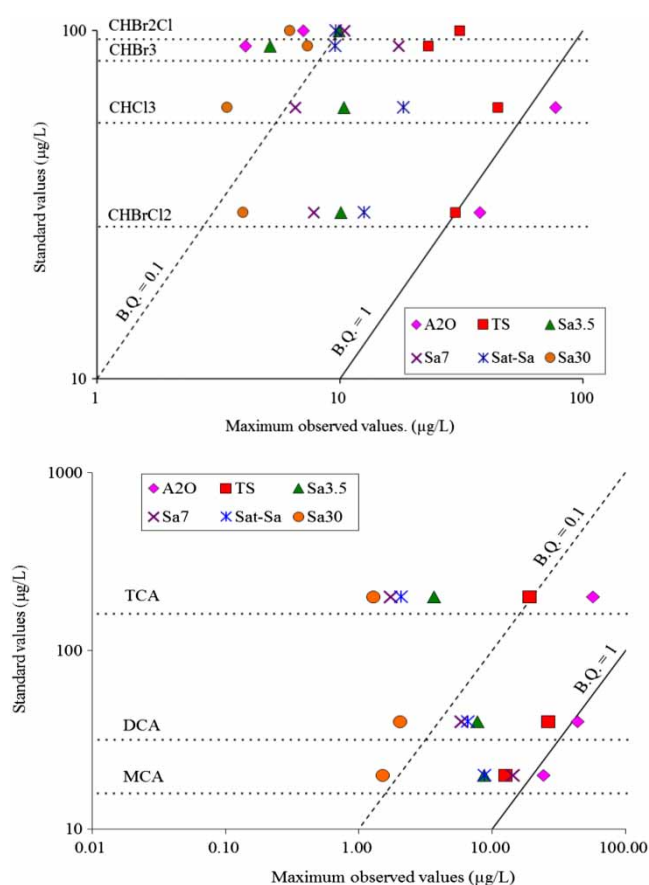 100
CHBr2Cl
CHBr3
CHCl3
CHBrCl2
Standard values (µg/L)
B.Q. = 0.1
B.Q. = 1
A2O TS Sa3.5
Sa7 Sat-Sa Sa30
10
1 10 100
Maximum observed values. (µg/L)
1000
A2O TS Sa3.5
Sa7 Sat-Sa Sa30
B.Q. = 0.1
TCA
Standard values (µg/L)
100
B.Q. = 1
DCA
MCA
10
0.01 0.10 1.00 10.00 100.00
Maximum observed values (µg/L)